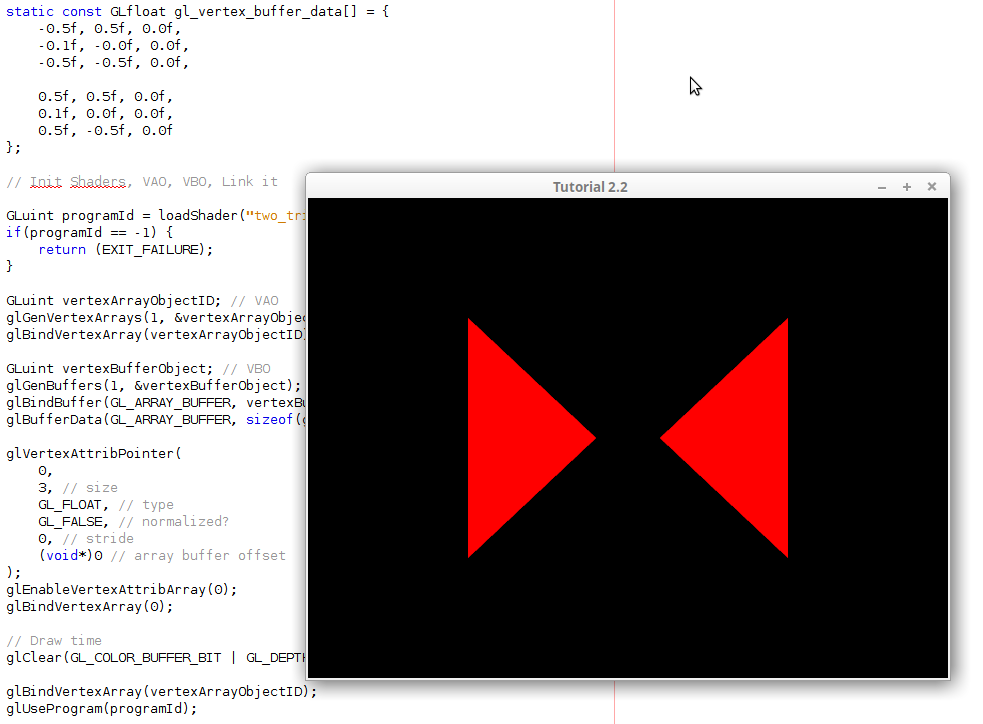 static const GLfloat gl_vertex_buffer_data[] = {
-0.5f, 0.5f, 0.0f,
-0.1f, -0.0f, 0.0f,
-0.5f, -0.5f, 0.0f,
0.5f, 0.5f, 0.0f,
0.1f, 0.0f, 0.0f,
0.5f, -0.5f, 0.0f
};
// Init Shaders, VAO, VBO, Link it
Tutorial 2.2
GLuint programId = loadShader("two_tri
if(programId == -1) {
return (EXIT_FAILURE);
}
GLuint vertexArrayObjectID; // VAO
glGenVertexArrays(1, &vertexArrayObjec
glBindVertexArray(vertexArrayObjectID)
GLuint vertexBufferObject; // VBO
glGenBuffers(1, &vertexBufferObject);
glBindBuffer(GL_ARRAY_BUFFER, vertexBu
glBufferData(GL_ARRAY_BUFFER, sizeof(g
glVertexAttribPointer(
0,
3, // size
GL_FLOAT, // type
GL_FALSE, // normalized?
0, // stride
(void*)0 // array buffer offset
);
glEnableVertexAttribArray(0);
glBindVertexArray(0);
// Draw time
glClear(GL_COLOR_BUFFER_BIT | GL_DEPTH
glBindVertexArray(vertexArrayObjectID);
glUseProgram(programId);